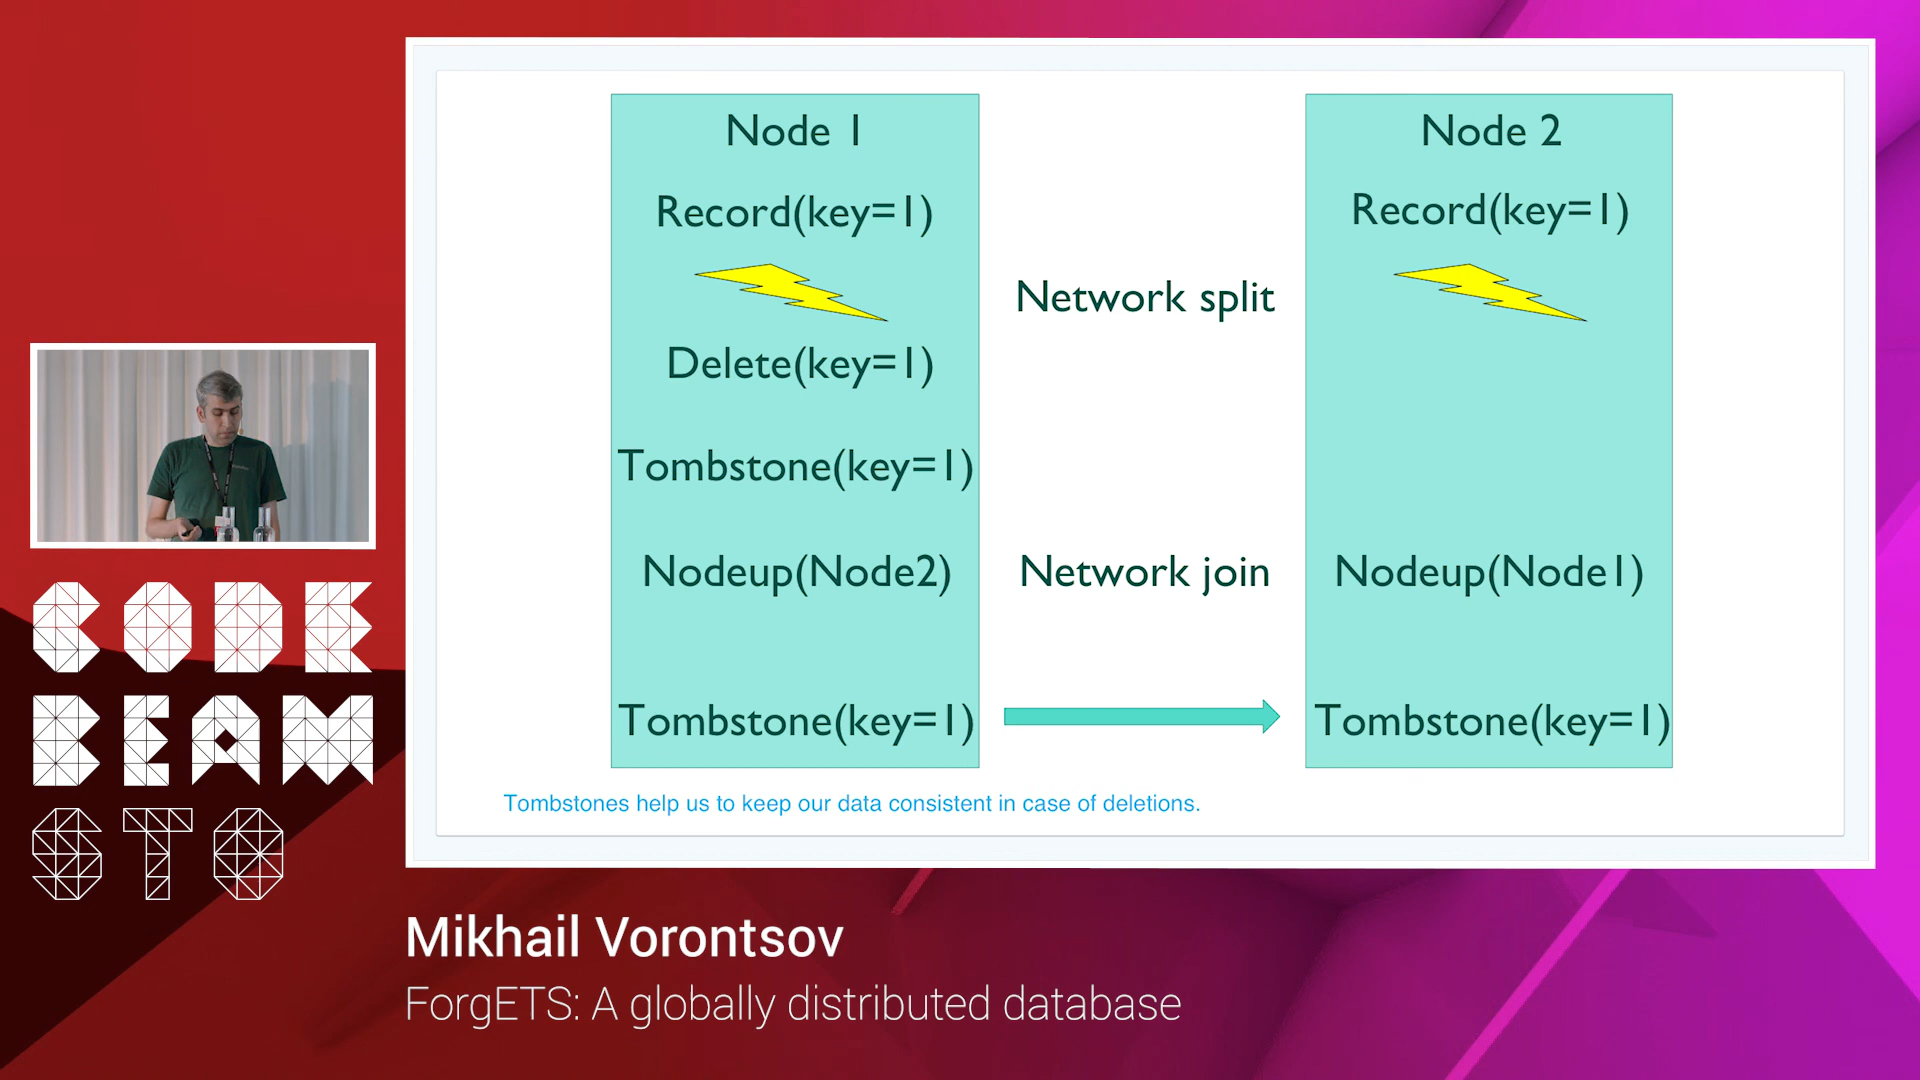 Node 1
Record(key=1)
Delete(key=1)
Tombstone(key=1)
Nodeup(Node2)
Tombstone(key=1)
Network split
Network join
Node 2
Record(key=1)
Nodeup(Node1)
Tombstone(key=1)
Tombstones help us to keep our data consistent in case of deletions.
CODE
BEAM
STO
Mikhail Vorontsov
ForgETS: A globally distributed database